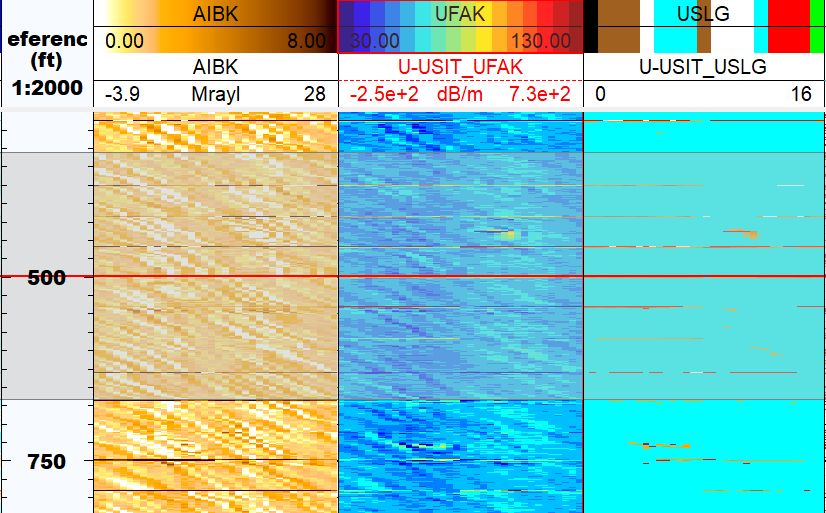 AIBK UFAK USLG
eferenc 0.00 8.00 30.00 130.00
(ft) AIBK U-USIT_UFAK U-USIT_USLG
1:2000 -3.9 Mrayl 28 -2.5e+2 dB/m 7.3e+2 0 16
500
750